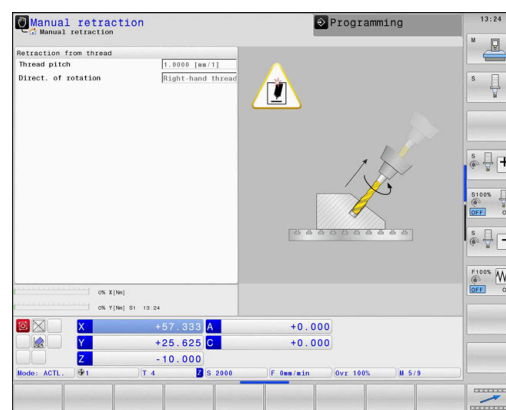 Manual retraction
Manual retraction
Programming
13:24
Retraction from thread
Thread pitch 1.0000 [mm/1]
Direct. of rotation Right-hand thread
M
S
S
S100%
OFF
S
F100%
OFF
0% X[Nm]
0% Y[Nm] S1 13:24
X +57.333 A +0.000
Y +25.625 C +0.000
Z -10.000
Mode: ACTL. 1 T 4 Z S 2000 F 0mm/min Ovr 100% M 5/9